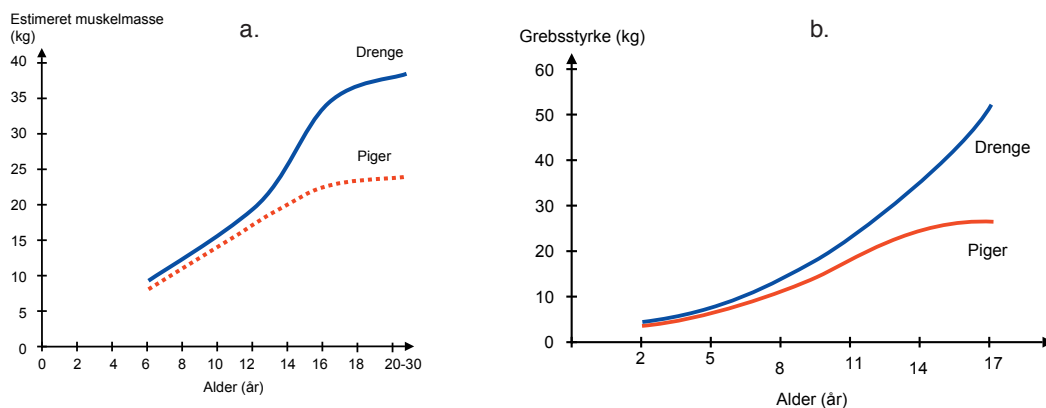 Estimeret muskelmasse
(kg)
a.
40
35
30
25
20
15
10
5
0
Drenge
Piger
0 2 4 6 8 10 12 14 16 18 20-30
Alder (år)
b.
Grebsstyrke (kg)
60
50
40
30
20
10
0
Drenge
Piger
2 5 8 11 14 17
Alder (år)